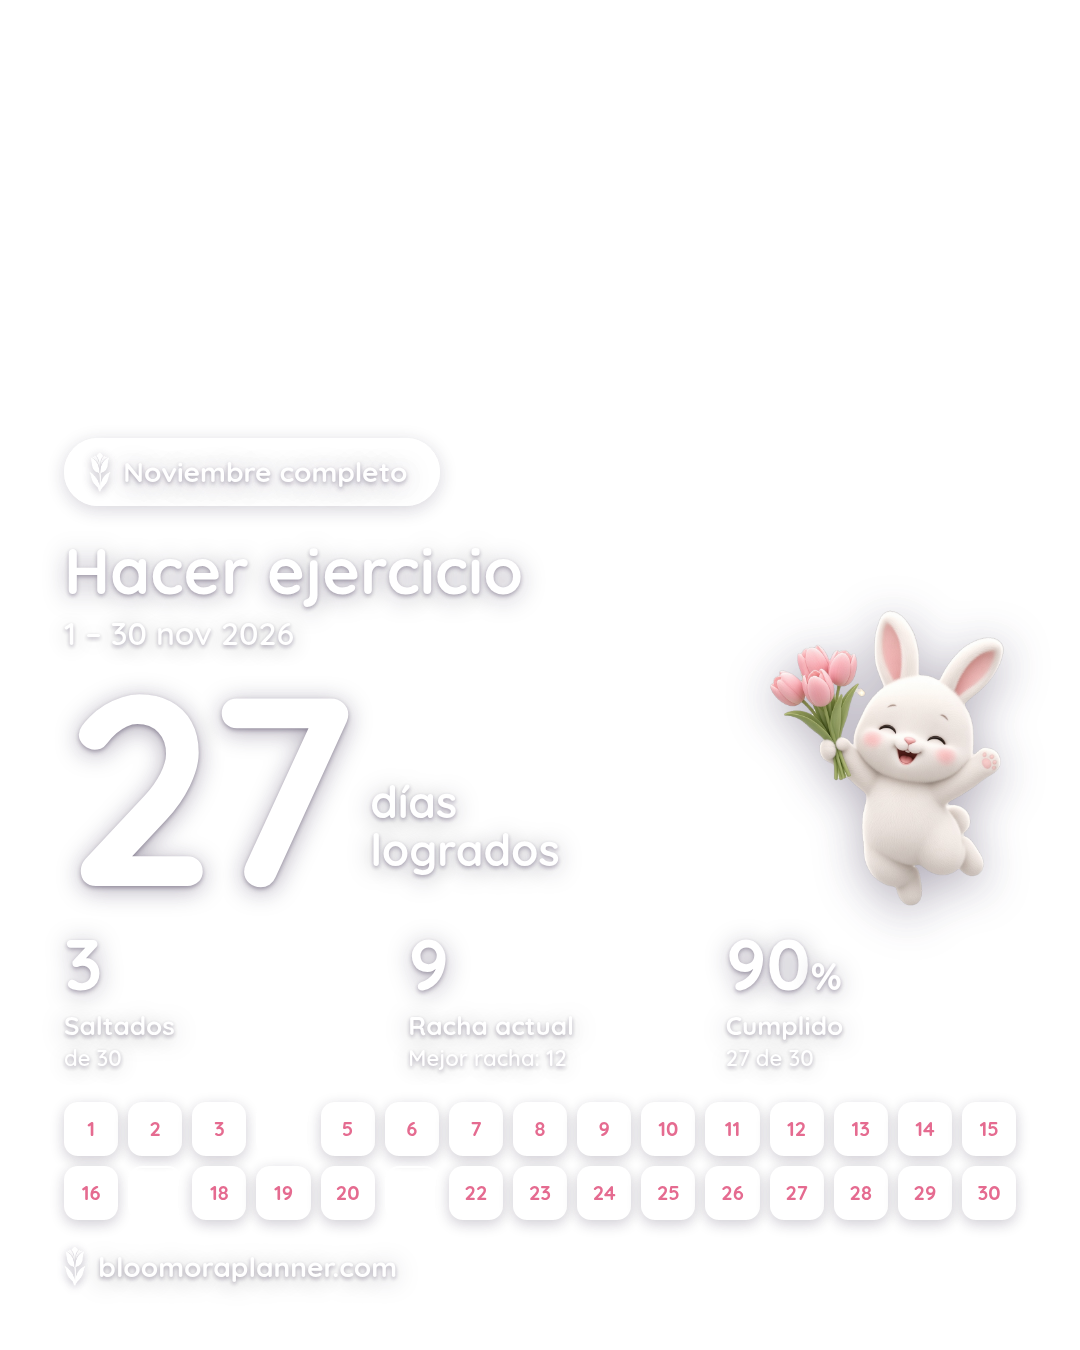 Noviembre completo
Hacer ejercicio
1 – 30 nov 2026
27 días
logrados
3
Saltados
de 30
9
Racha actual
Mejor racha: 12
90%
Cumplido
27 de 30
1 2 3 5 6 7 8 9 10 11 12 13 14 15
16 18 19 20 22 23 24 25 26 27 28 29 30
bloomoraplanner.com